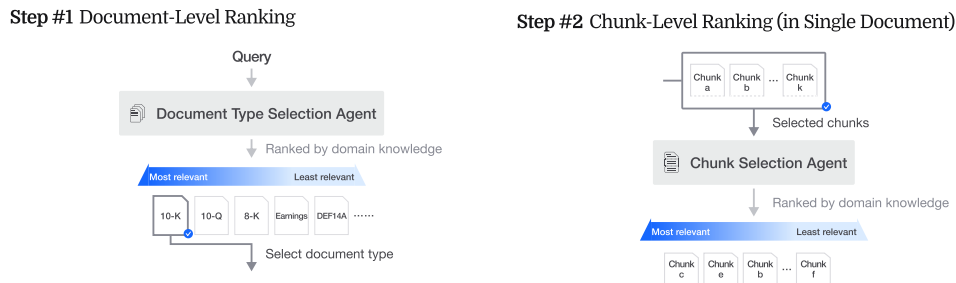 Step #1 Document-Level Ranking
Query
Document Type Selection Agent
Ranked by domain knowledge
Most relevant
Least relevant
10-K
10-Q
8-K
Earnings
DEF14A
......
Select document type
Step #2 Chunk-Level Ranking (in Single Document)
Chunk
a
Chunk
b
...
Chunk
k
Selected chunks
Chunk Selection Agent
Ranked by domain knowledge
Most relevant
Least relevant
Chunk
c
Chunk
e
Chunk
b
...
Chunk
f